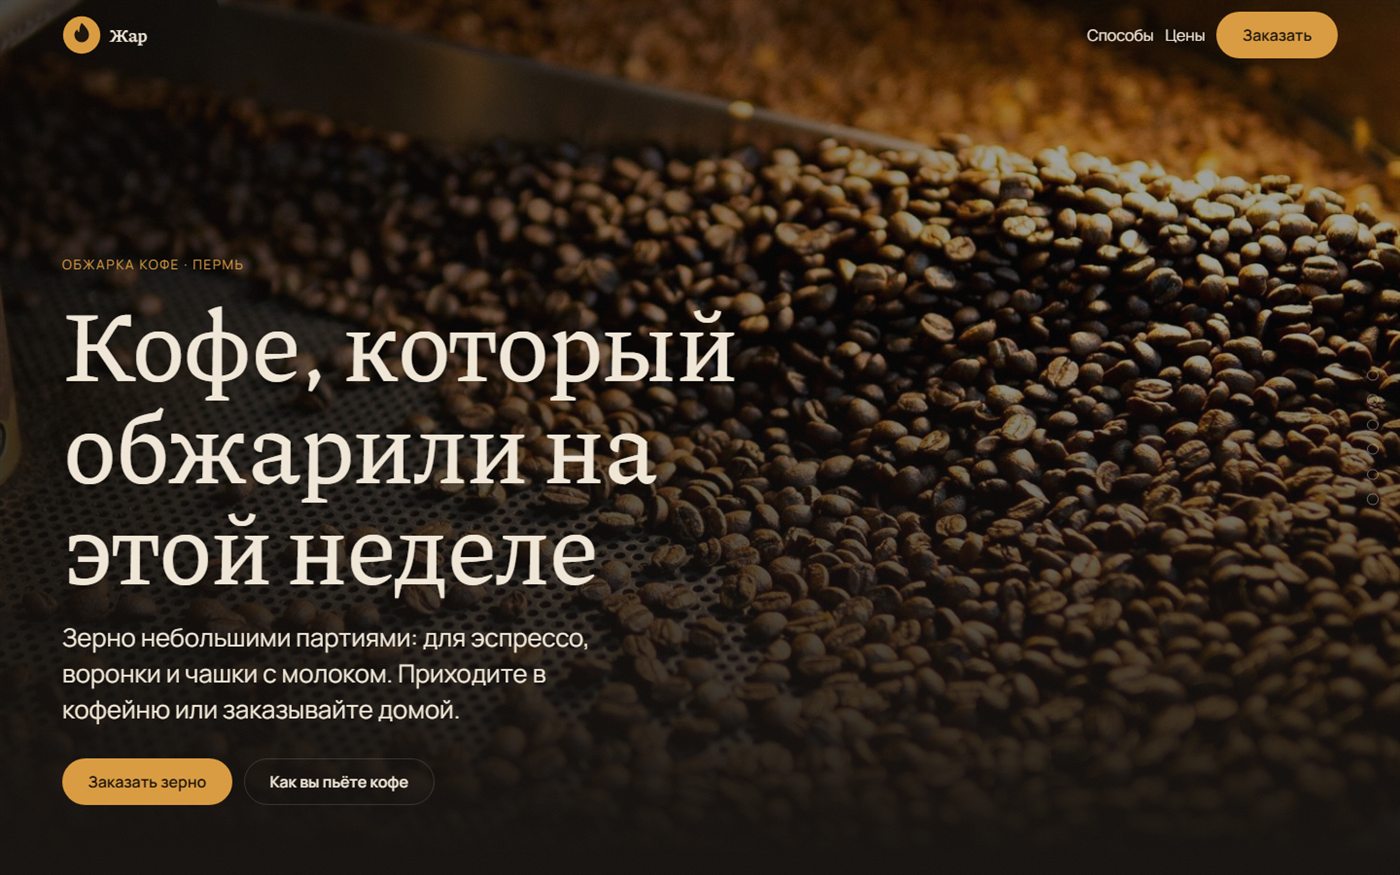 Жар
Способы Цены Заказать
ОБЖАРКА КОФЕ · ПЕРМЬ
Кофе, который
обжарили на
этой неделе
Зерно небольшими партиями: для эспрессо,
воронки и чашки с молоком. Приходите в
кофейню или заказывайте домой.
Заказать зерно Как вы пьёте кофе